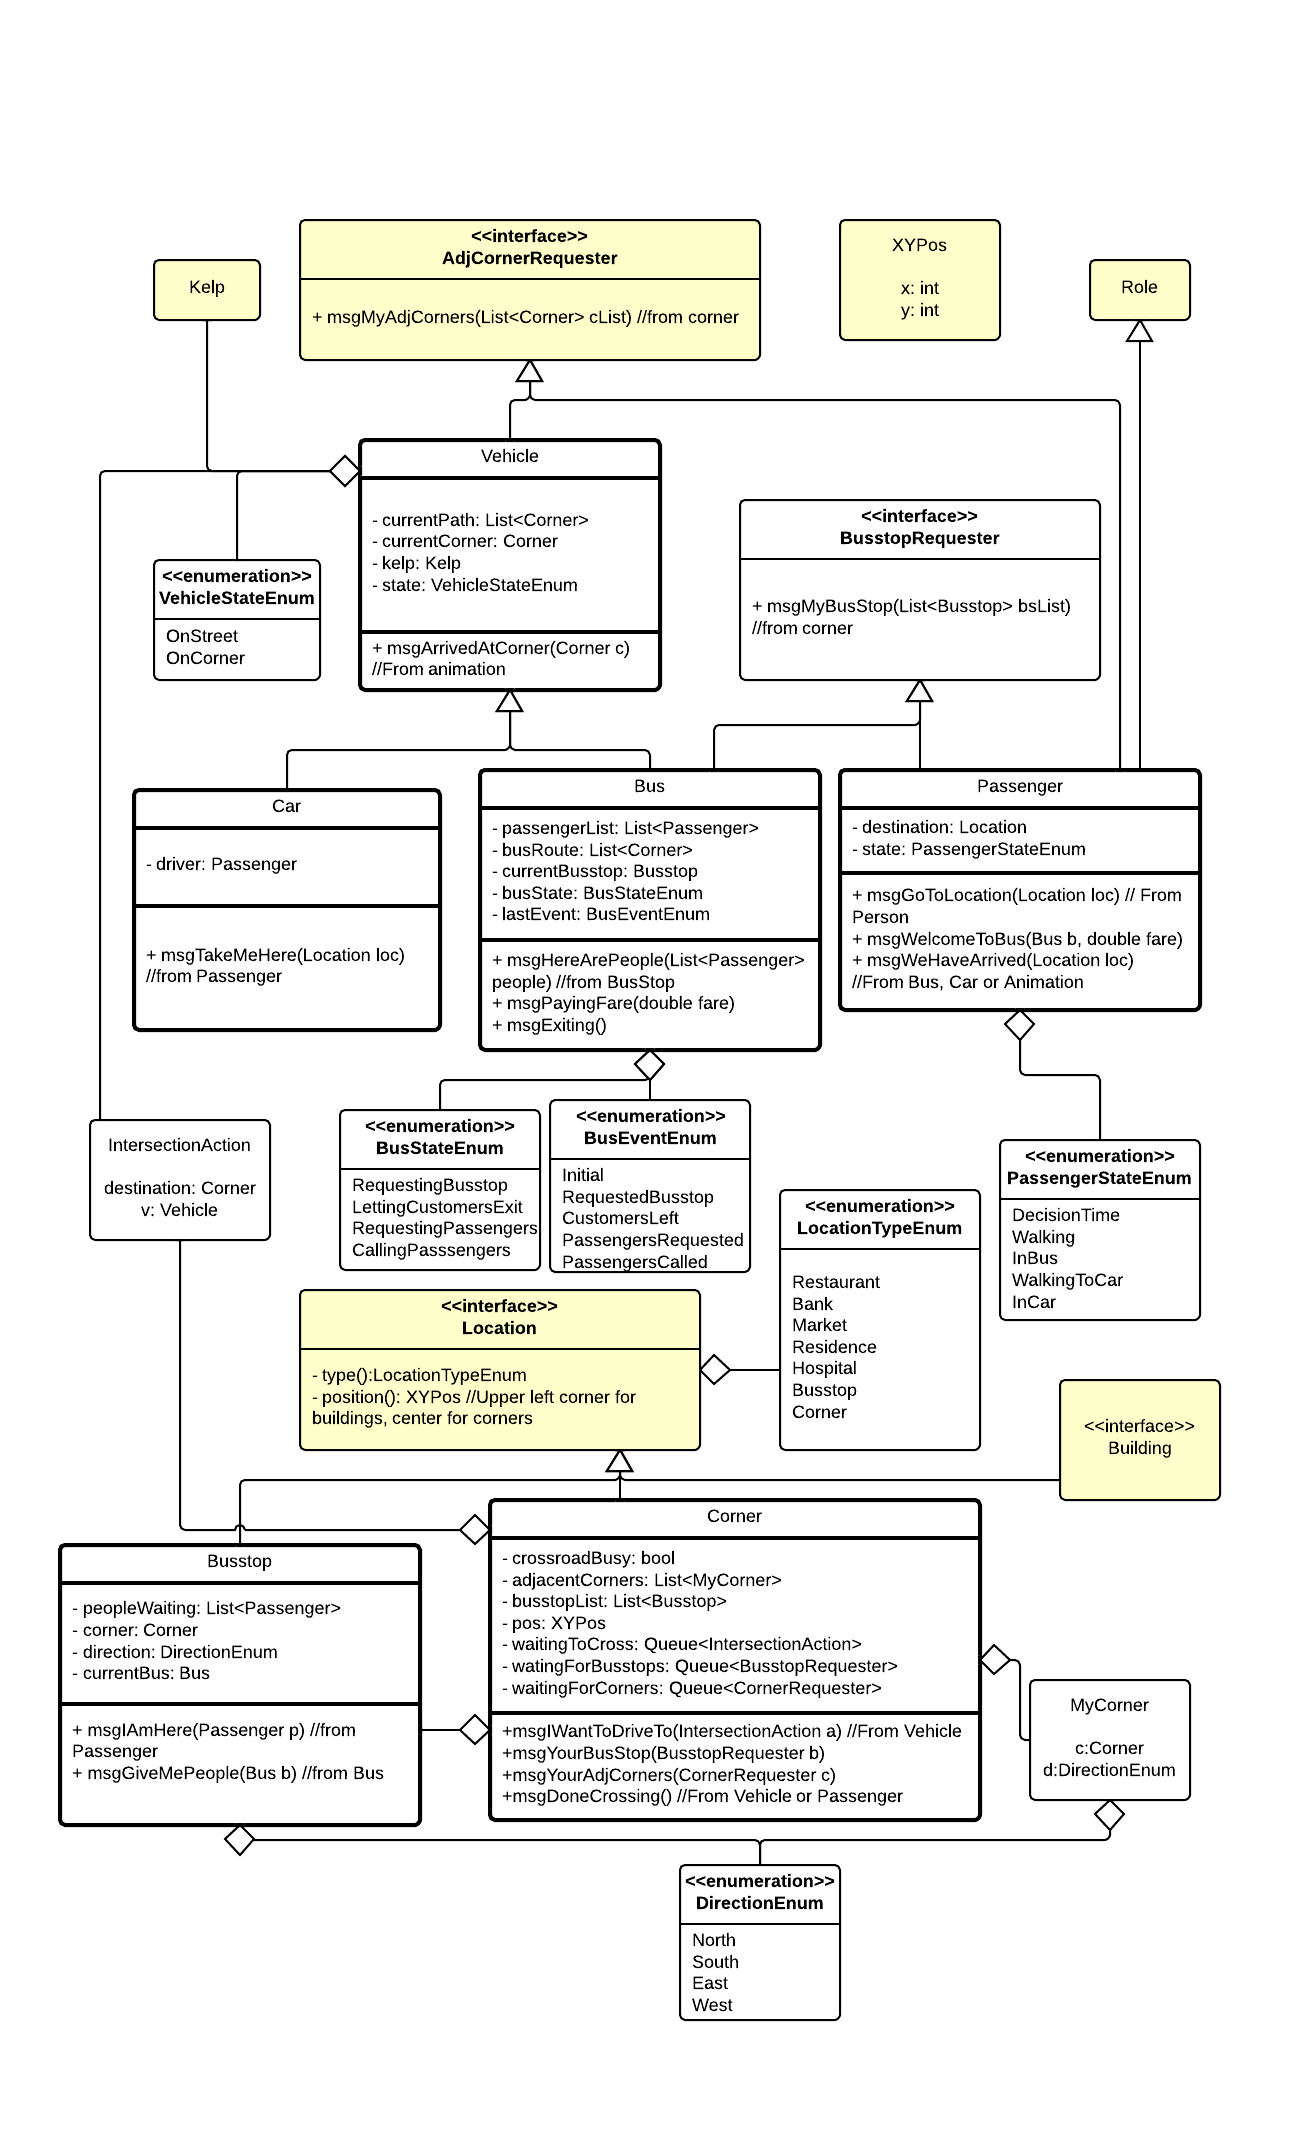 <<interface>>
AdjCornerRequester
+ msgMyAdjCorners(List<Corner> cList) //from corner
XYPos
x: int
y: int
Kelp
Role
Vehicle
- currentPath: List<Corner>
- currentCorner: Corner
- kelp: Kelp
- state: VehicleStateEnum
+ msgArrivedAtCorner(Corner c)
//From animation
<<interface>>
BusstopRequester
+ msgMyBusStop(List<Busstop> bsList)
//from corner
<<enumeration>>
VehicleStateEnum
OnStreet
OnCorner
Car
- driver: Passenger
+ msgTakeMeHere(Location loc)
//from Passenger
Bus
- passengerList: List<Passenger>
- busRoute: List<Corner>
- currentBusstop: Busstop
- busState: BusStateEnum
- lastEvent: BusEventEnum
+ msgHereArePeople(List<Passenger>
people) //from BusStop
+ msgPayingFare(double fare)
+ msgExiting()
Passenger
- destination: Location
- state: PassengerStateEnum
+ msgGoToLocation(Location loc) // From
Person
+ msgWelcomeToBus(Bus b, double fare)
+ msgWeHaveArrived(Location loc)
//From Bus, Car or Animation
IntersectionAction
destination: Corner
v: Vehicle
<<enumeration>>
BusStateEnum
RequestingBusstop
LettingCustomersExit
RequestingPassengers
CallingPasssengers
<<enumeration>>
BusEventEnum
Initial
RequestedBusstop
CustomersLeft
PassengersRequested
PassengersCalled
<<enumeration>>
LocationTypeEnum
Restaurant
Bank
Market
Residence
Hospital
Busstop
Corner
<<enumeration>>
PassengerStateEnum
DecisionTime
Walking
InBus
WalkingToCar
InCar
<<interface>>
Location
- type():LocationTypeEnum
- position(): XYPos //Upper left corner for
buildings, center for corners
<<interface>>
Building
Busstop
- peopleWaiting: List<Passenger>
- corner: Corner
- direction: DirectionEnum
- currentBus: Bus
+ msgIAmHere(Passenger p) //from
Passenger
+ msgGiveMePeople(Bus b) //from Bus
Corner
- crossroadBusy: bool
- adjacentCorners: List<MyCorner>
- busstopList: List<Busstop>
- pos: XYPos
- waitingToCross: Queue<IntersectionAction>
- watingForBusstops: Queue<BusstopRequester>
- waitingForCorners: Queue<CornerRequester>
+msgIWantToDriveTo(IntersectionAction a) //From Vehicle
+msgYourBusStop(BusstopRequester b)
+msgYourAdjCorners(CornerRequester c)
+msgDoneCrossing() //From Vehicle or Passenger
MyCorner
c:Corner
d:DirectionEnum
<<enumeration>>
DirectionEnum
North
South
East
West